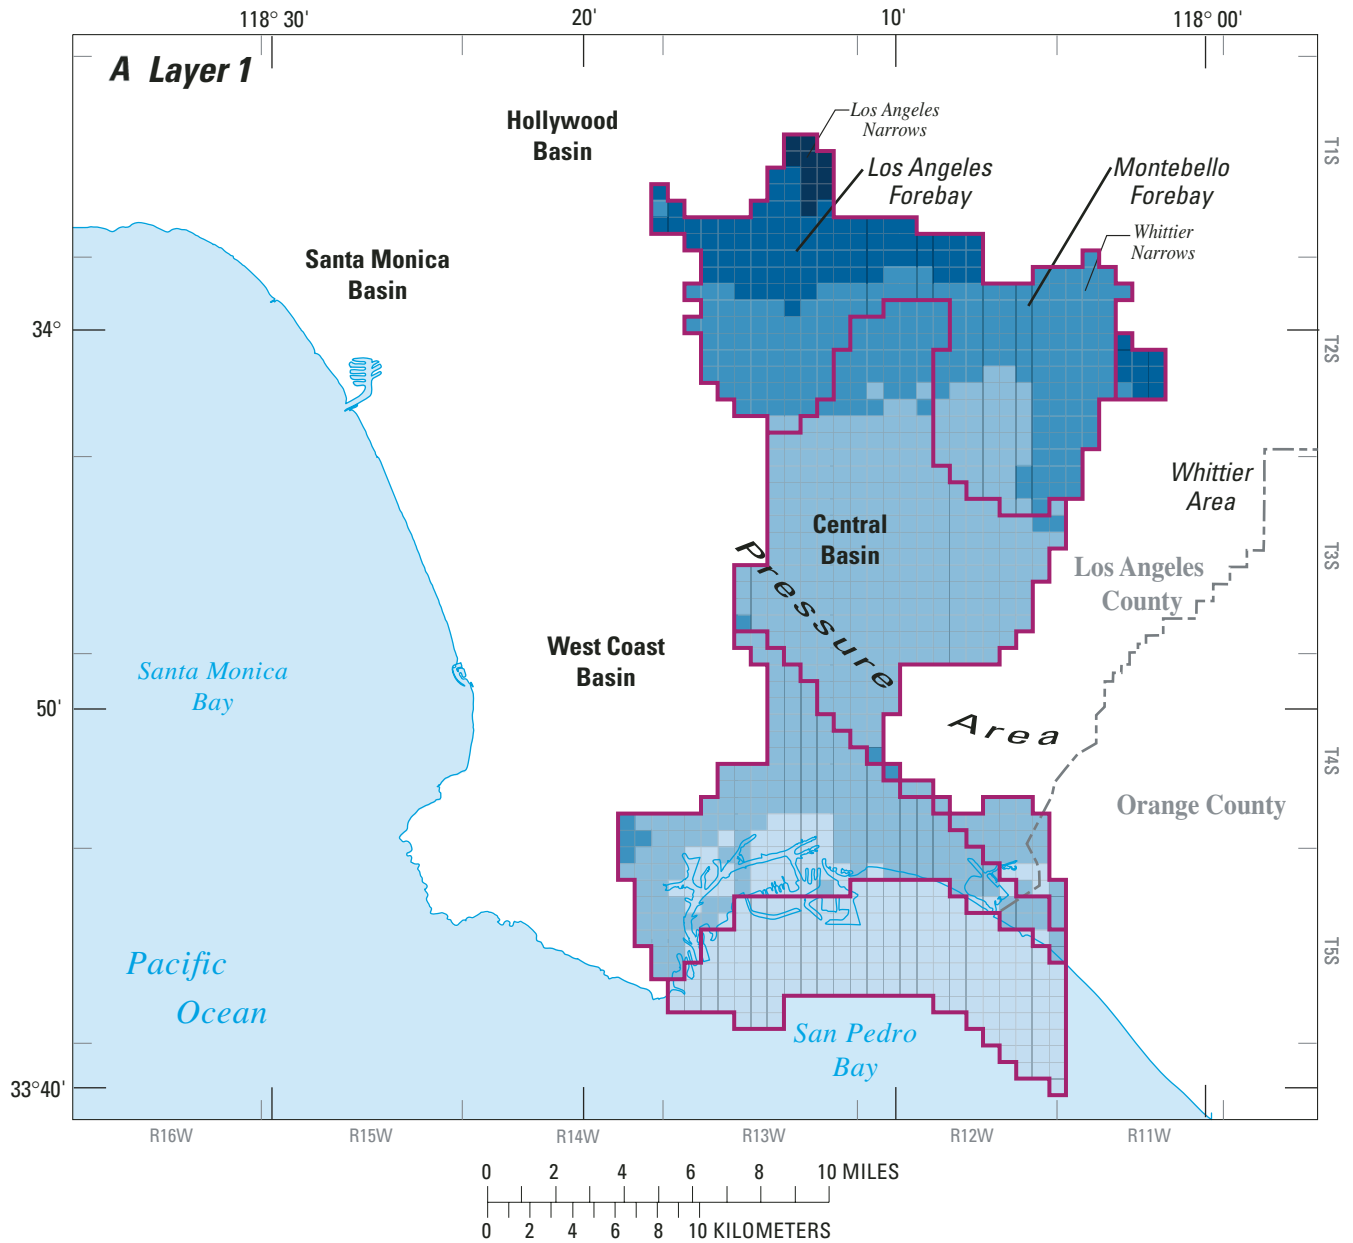 118° 30'
20'
10'
118° 00'
A Layer 1
Hollywood
Basin
Los Angeles
Narrows
Los Angeles
Forebay
Montebello
Forebay
Whittier
Narrows
T1S
Santa Monica
Basin
34°
T2S
Whittier
Area
Central
Basin
Pressure
Area
Los Angeles
County
T3S
West Coast
Basin
Santa Monica
Bay
50'
T4S
Orange County
Pacific
Ocean
T5S
San Pedro
Bay
33°40'
R16W
R15W
R14W
R13W
R12W
R11W
0 2 4 6 8 10 MILES
0 2 4 6 8 10 KILOMETERS